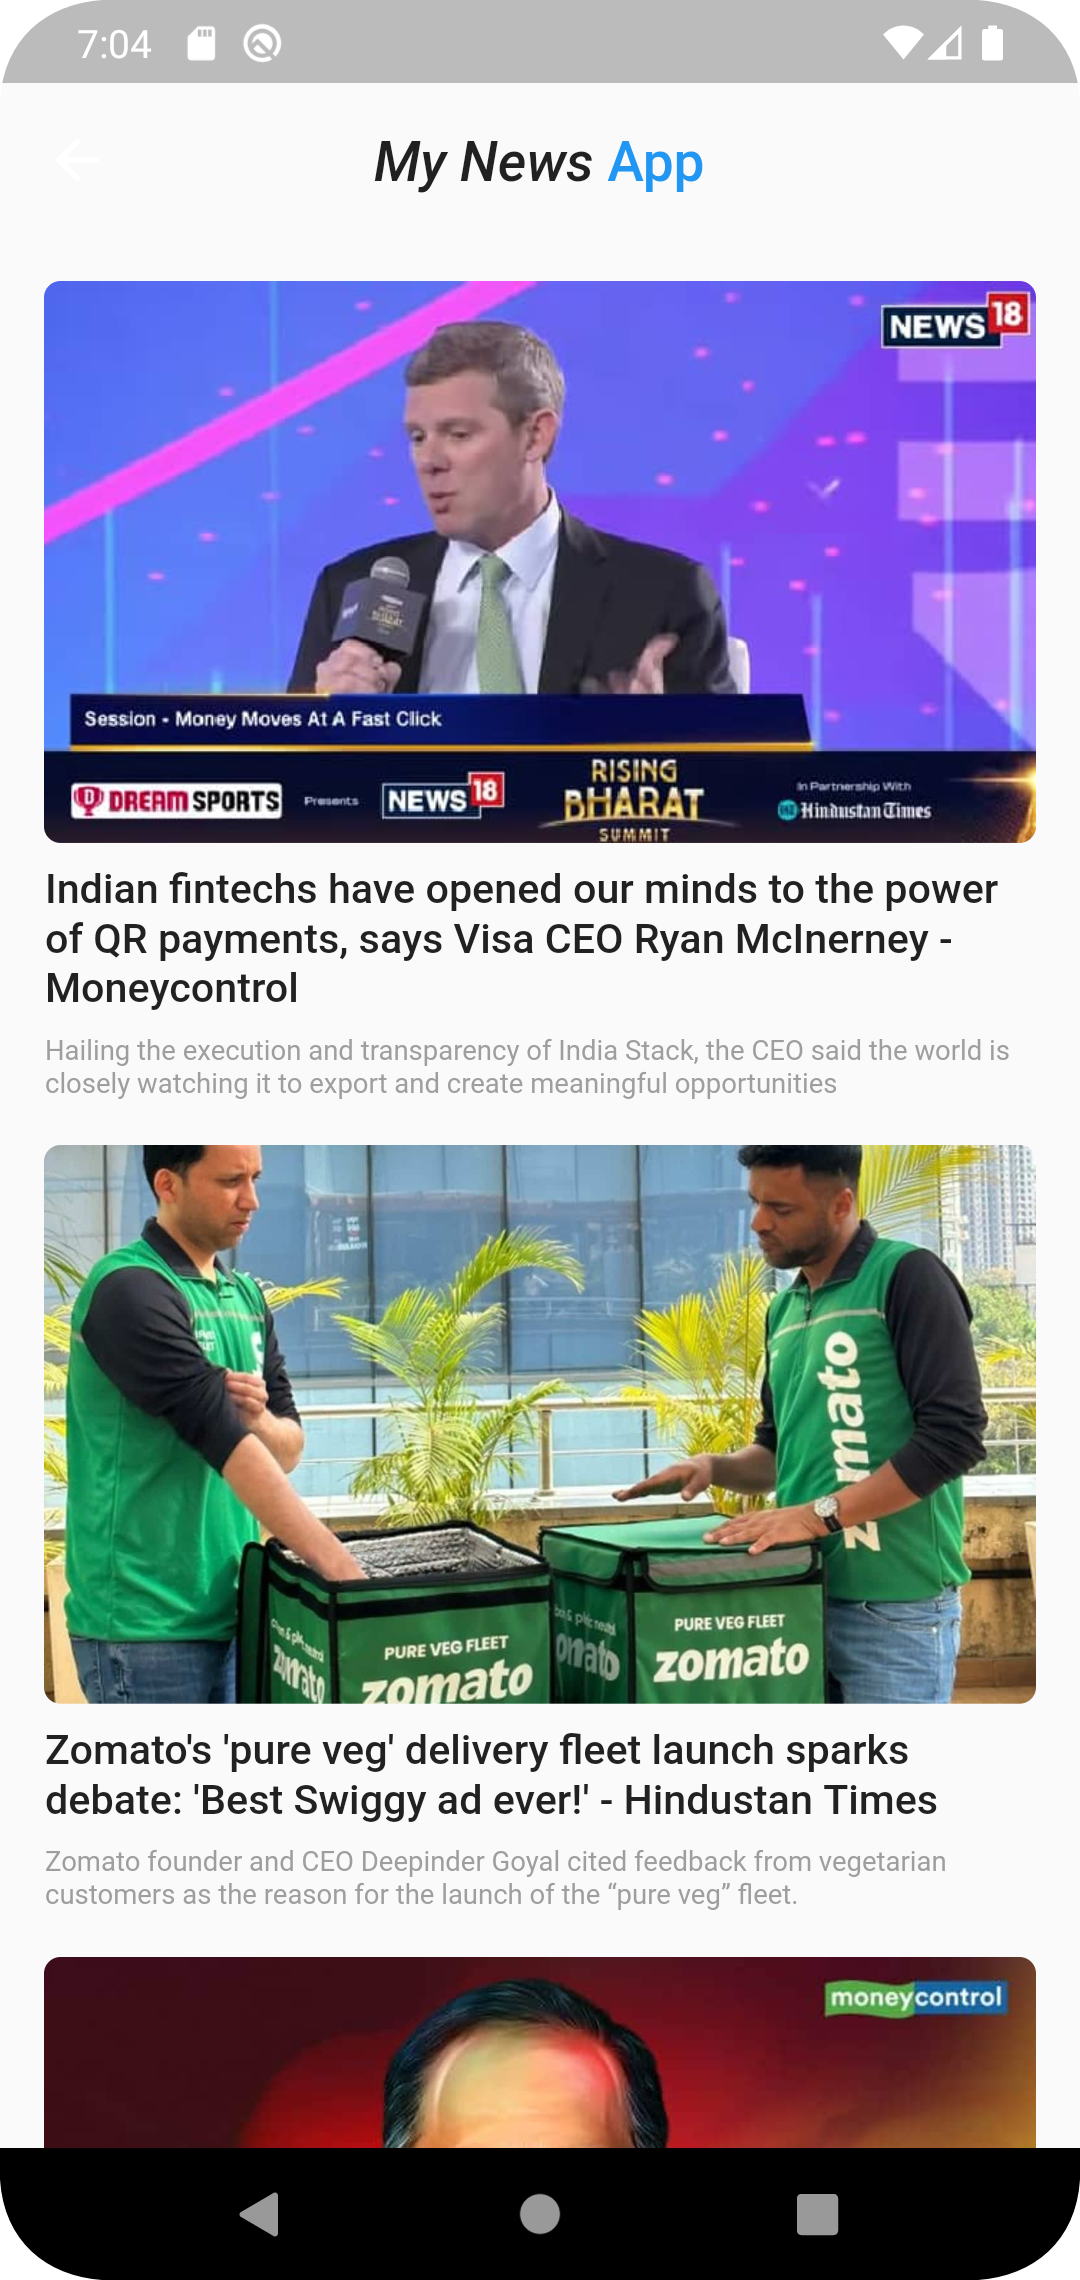 7:04
My News App
NEWS18
Session - Money Moves At A Fast Click
DREAM SPORTS
Presents
NEWS18
RISING
BHARAT
SUMMIT
In Partnership With
Hindustan Times
Indian fintechs have opened our minds to the power
of QR payments, says Visa CEO Ryan McInerney -
Moneycontrol
Hailing the execution and transparency of India Stack, the CEO said the world is
closely watching it to export and create meaningful opportunities
zomato
PURE VEG FLEET
zomato
PURE VEG FLEET
zomato
zomato
Zomato's 'pure veg' delivery fleet launch sparks
debate: 'Best Swiggy ad ever!' - Hindustan Times
Zomato founder and CEO Deepinder Goyal cited feedback from vegetarian
customers as the reason for the launch of the “pure veg” fleet.
moneycontrol